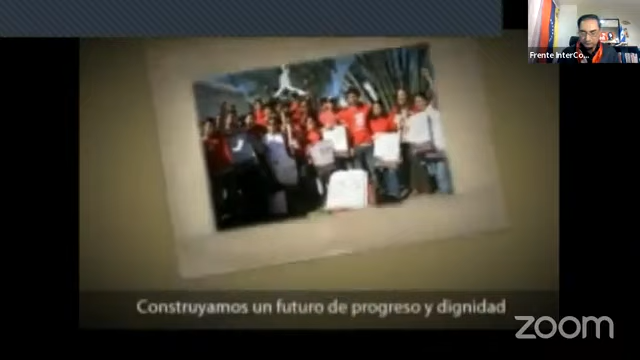 Frente InterCo...
Construyamos un futuro de progreso y dignidad
zoom